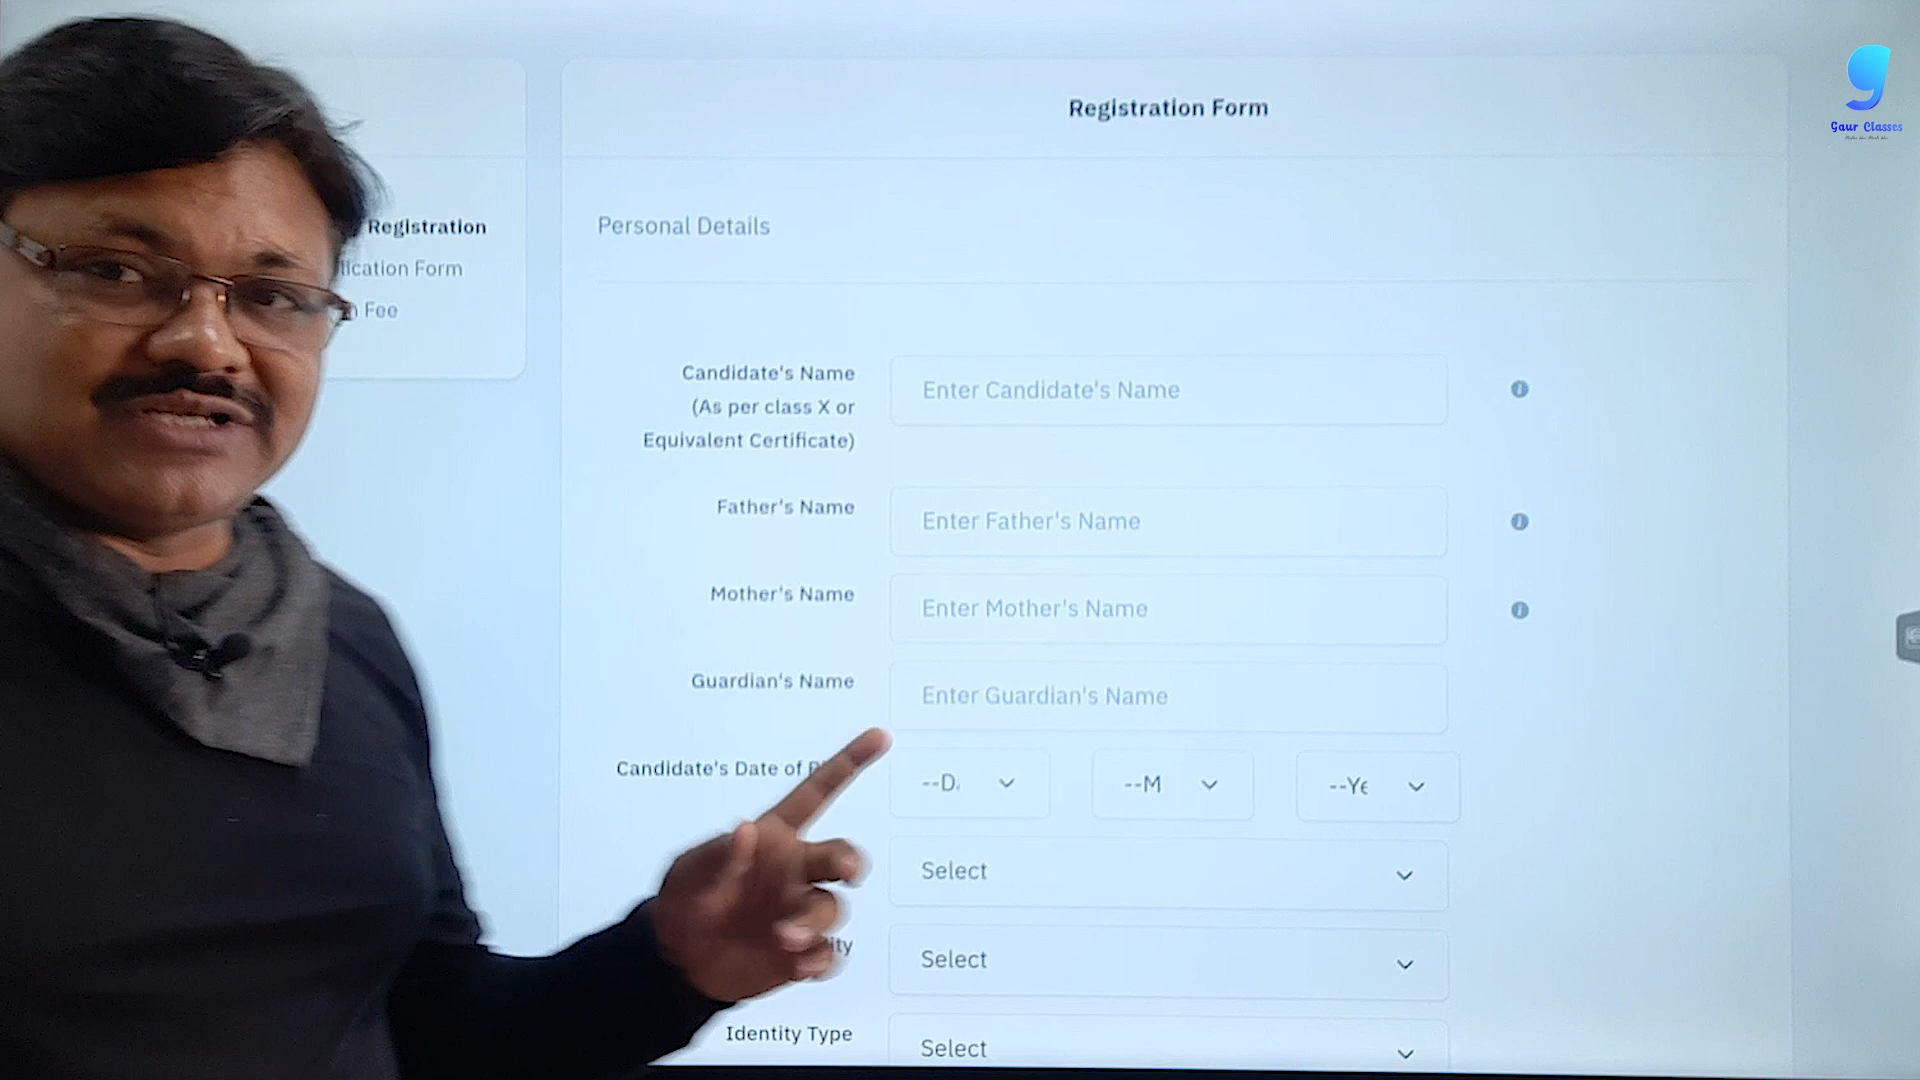 Registration Form
Gaur Classes
Registration
Form
Fee
Personal Details
Candidate's Name
(As per class X or
Equivalent Certificate)
Enter Candidate's Name
Father's Name
Enter Father's Name
Mother's Name
Enter Mother's Name
Guardian's Name
Enter Guardian's Name
Candidate's Date of
--D
--M
--Ye
Select
Select
Identity Type
Select